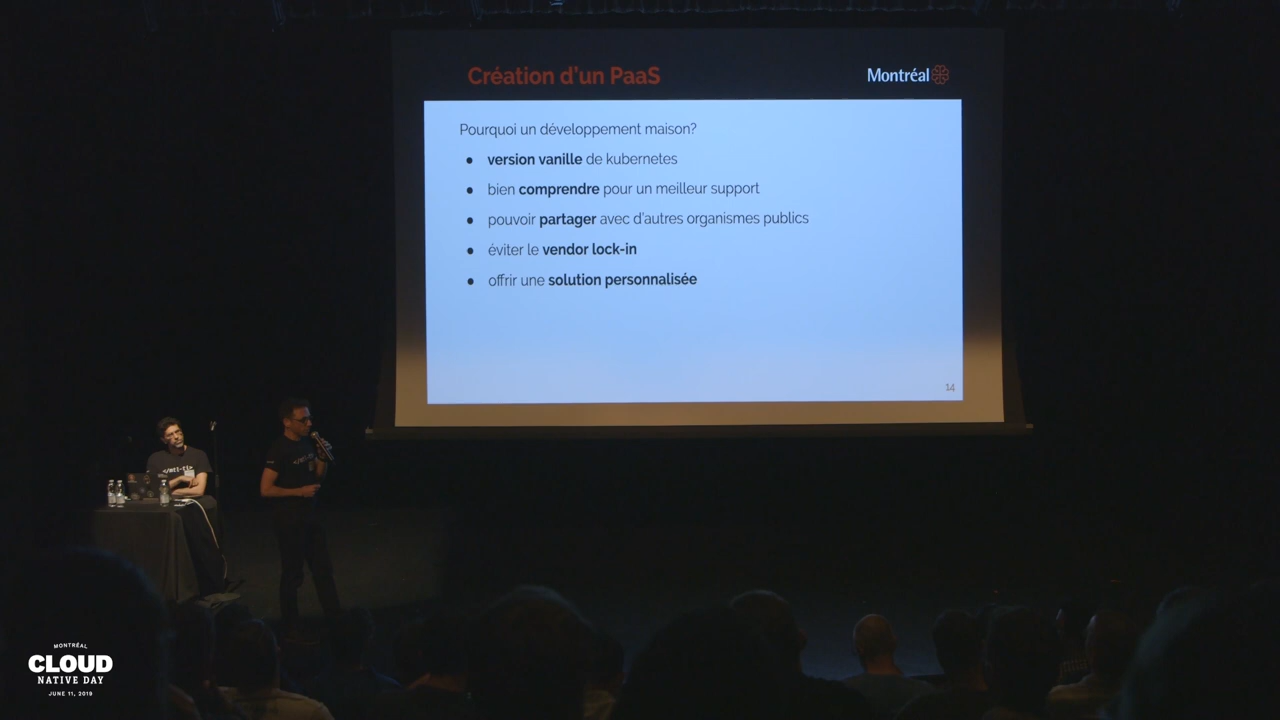 Création d'un PaaS
Montréal
Pourquoi un développement maison?
● version vanille de kubernetes
● bien comprendre pour un meilleur support
● pouvoir partager avec d'autres organismes publics
● éviter le vendor lock-in
● offrir une solution personnalisée
14
MONTRÉAL
CLOUD
NATIVE DAY
JUNE 11, 2019